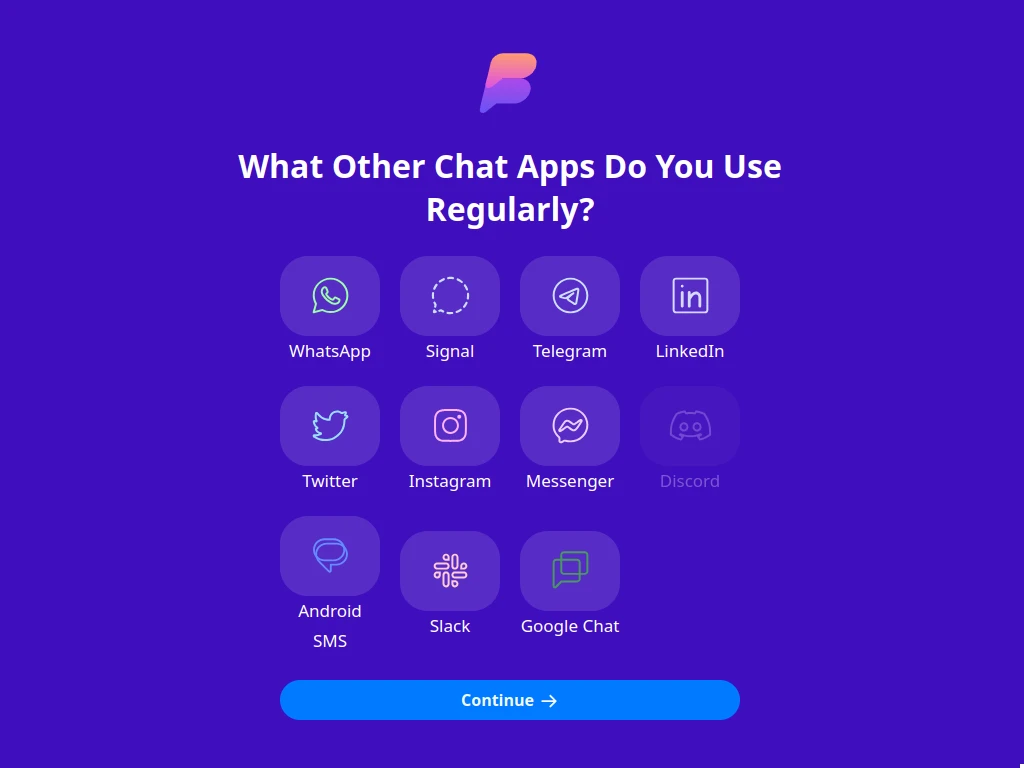 What Other Chat Apps Do You Use
Regularly?
WhatsApp
Signal
Telegram
LinkedIn
Twitter
Instagram
Messenger
Discord
Android
SMS
Slack
Google Chat
Continue →